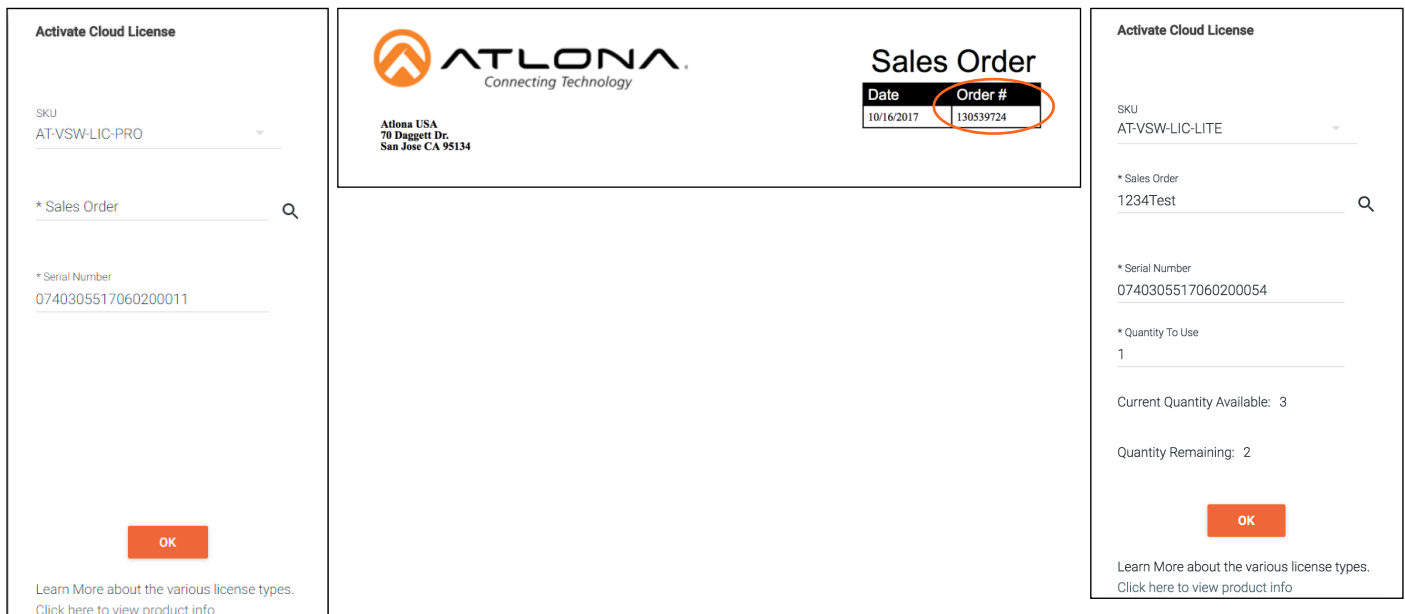 Activate Cloud License
SKU
AT-VSW-LIC-PRO
* Sales Order
* Serial Number
0740305517060200011
OK
Learn More about the various license types.
Click here to view product info
ATLONA.
Connecting Technology
Atlona USA
70 Daggett Dr.
San Jose CA 95134
Sales Order
Date Order #
10/16/2017 130539724
Activate Cloud License
SKU
AT-VSW-LIC-LITE
* Sales Order
1234Test
* Serial Number
0740305517060200054
* Quantity To Use
1
Current Quantity Available: 3
Quantity Remaining: 2
OK
Learn More about the various license types.
Click here to view product info